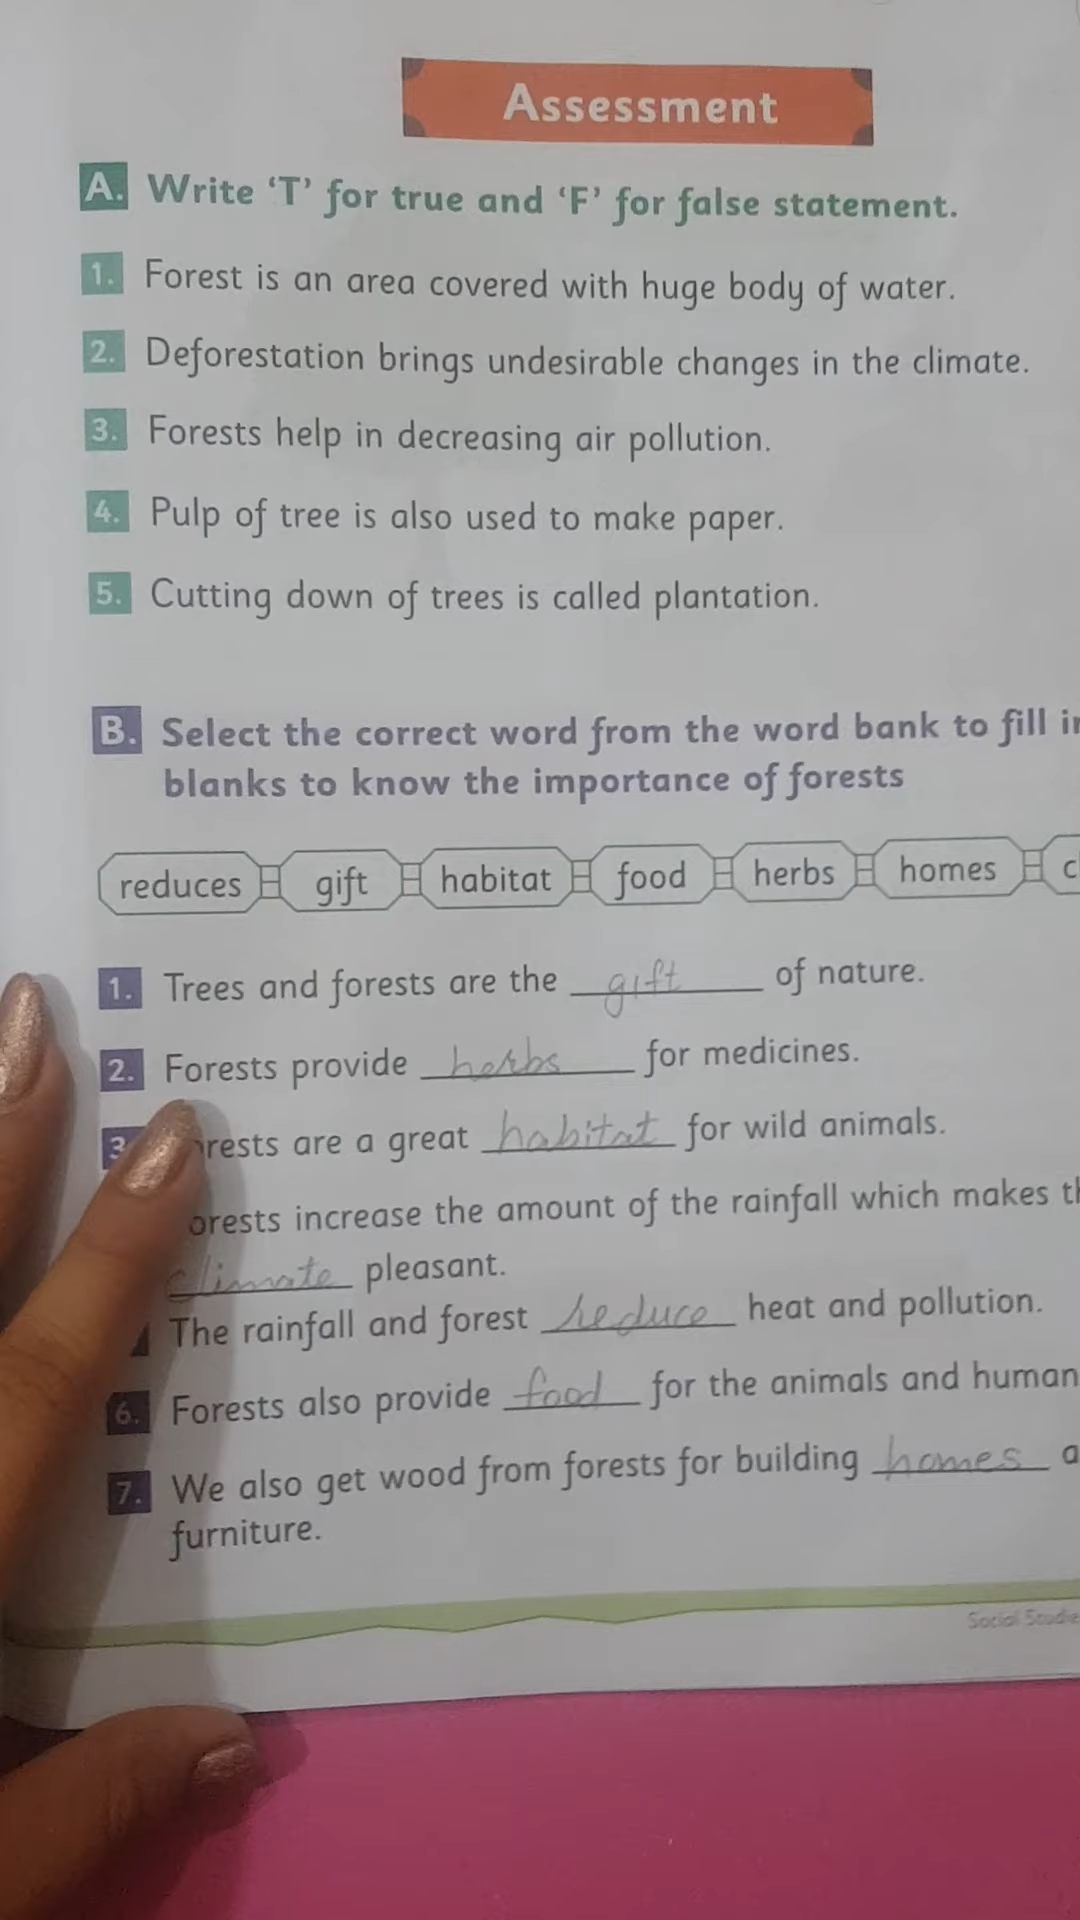 Assessment
A. Write ‘T’ for true and ‘F’ for false statement.
1. Forest is an area covered with huge body of water.
2. Deforestation brings undesirable changes in the climate.
3. Forests help in decreasing air pollution.
4. Pulp of tree is also used to make paper.
5. Cutting down of trees is called plantation.
B. Select the correct word from the word bank to fill
blanks to know the importance of forests
reduces gift habitat food herbs homes
1. Trees and forests are the gift of nature.
2. Forests provide herbs for medicines.
3. orests are a great habitat for wild animals.
orests increase the amount of the rainfall which makes
climate pleasant.
The rainfall and forest reduce heat and pollution.
6. Forests also provide food for the animals and human
7. We also get wood from forests for building homes
furniture.
Social Studie